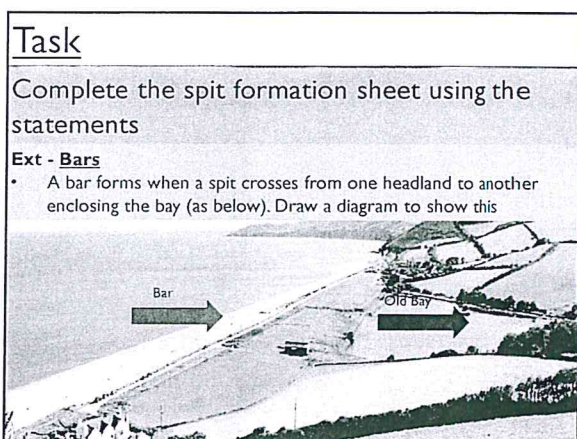 Task
Complete the spit formation sheet using the
statements
Ext - Bars
• A bar forms when a spit crosses from one headland to another
enclosing the bay (as below). Draw a diagram to show this
Bar
Old Bay